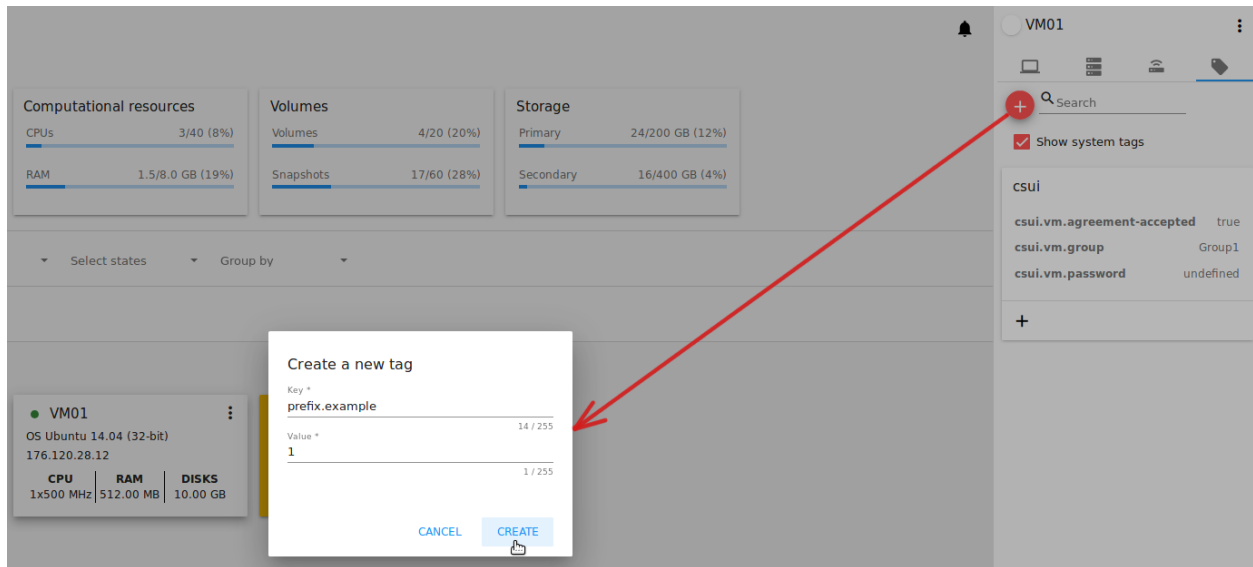 VM01
Search
Show system tags
csui
csui.vm.agreement-accepted true
csui.vm.group Group1
csui.vm.password undefined
+
Computational resources
CPUs 3/40 (8%)
RAM 1.5/8.0 GB (19%)
Volumes
Volumes 4/20 (20%)
Snapshots 17/60 (28%)
Storage
Primary 24/200 GB (12%)
Secondary 16/400 GB (4%)
Select states
Group by
VM01
OS Ubuntu 14.04 (32-bit)
176.120.28.12
CPU RAM DISKS
1x500 MHz 512.00 MB 10.00 GB
Create a new tag
Key *
prefix.example
14 / 255
Value *
1
1 / 255
CANCEL CREATE